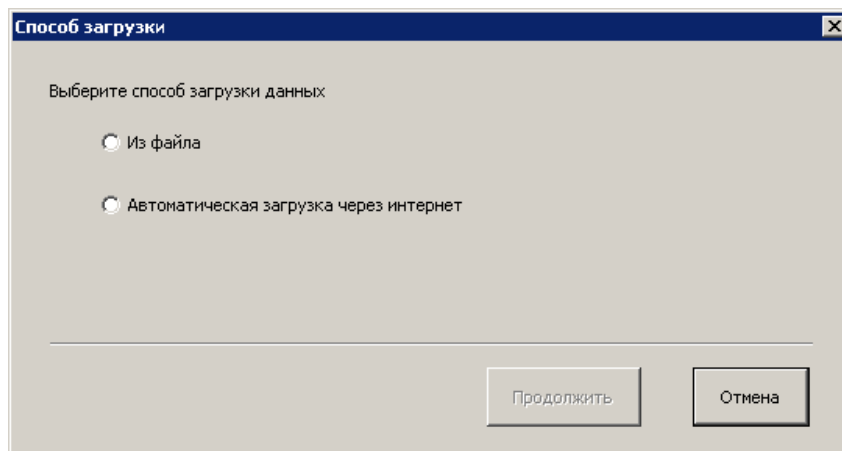 Способ загрузки
Выберите способ загрузки данных
Из файла
Автоматическая загрузка через интернет
Продолжить
Отмена